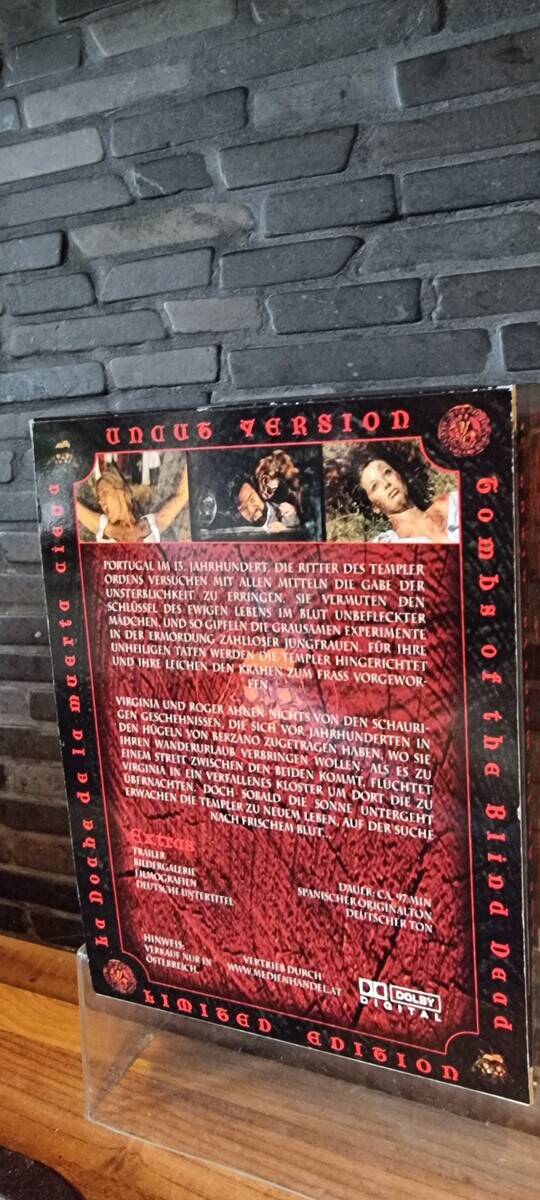 UNCUT VERSION
La Noche de la muerta ciega
Tombs of the Blind Dead
PORTUGAL IM 13. JAHRHUNDERT, DIE RITTER DES TEMPLER
ORDENS VERSUCHEN MIT ALLEN MITTELN DIE GABE DER
UNSTERBLICHKEIT ZU ERRINGEN. SIE VERMUTEN DEN
SCHLÜSSEL DES EWIGEN LEBENS IM BLUT UNBEFLECKTER
MÄDCHEN, UND SO GIPFELN DIE GRAUSAMEN EXPERIMENTE
IN DER ERMORDUNG ZAHLLOSER JUNGFRAUEN. FÜR IHRE
UNHEILIGEN TATEN WERDEN DIE TEMPLER HINGERICHTET
UND IHRE LEICHEN DEN KRÄHEN ZUM FRASS VORGEWOR-
FEN.
VIRGINIA UND ROGER AHNEN NICHTS VON DEN SCHAURI-
GEN GESCHEHNISSEN, DIE SICH VOR JAHRHUNDERTEN IN
DEN HÜGELN VON BERZANO ZUGETRAGEN HABEN, WO SIE
IHREN WANDERURLAUB VERBRINGEN WOLLEN. ALS ES ZU
EINEM STREIT ZWISCHEN DEN BEIDEN KOMMT, FLÜCHTET
VIRGINIA IN EIN VERFALLENES KLOSTER UM DORT DIE ZU
ÜBERNACHTEN. DOCH SOBALD DIE SONNE UNTERGEHT
ERWACHEN DIE TEMPLER ZU NEUEM LEBEN, AUF DER SUCHE
NACH FRISCHEM BLUT...
Extras
TRAILER
BILDERGALERIE
FILMOGRAFIEN
DEUTSCHE UNTERTITEL
DAUER: CA. 97 MIN
SPANISCHER ORIGINALTON
DEUTSCHER TON
HINWEIS:
VERKAUF NUR IN
ÖSTERREICH.
VERTRIEB DURCH
WWW.MEDIENHANDEL.AT
DOLBY
DIGITAL
LIMITED EDITION